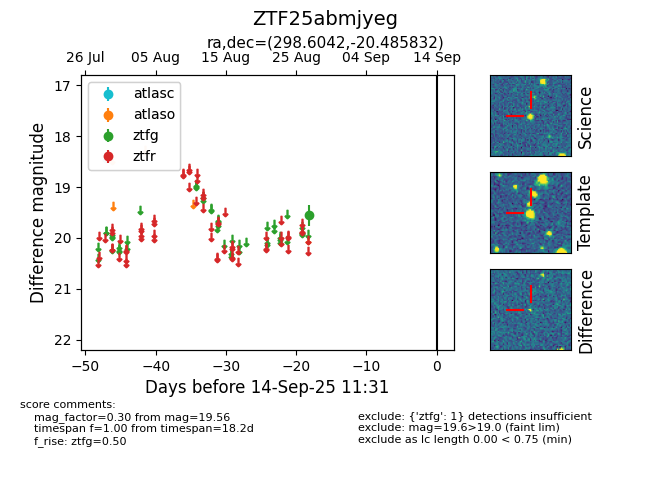 ZTF25abmjyeg
ra,dec=(298.6042,-20.485832)
26 Jul 05 Aug 15 Aug 25 Aug 04 Sep 14 Sep
17
18
19
20
21
22
Difference magnitude
atlasc
atlaso
ztfg
ztfr
−50 −40 −30 −20 −10 0
Days before 14-Sep-25 11:31
Science
Template
Difference
score comments:
mag_factor=0.30 from mag=19.56
timespan f=1.00 from timespan=18.2d
f_rise: ztfg=0.50
exclude: {'ztfg': 1} detections insufficient
exclude: mag=19.6>19.0 (faint lim)
exclude as lc length 0.00 < 0.75 (min)